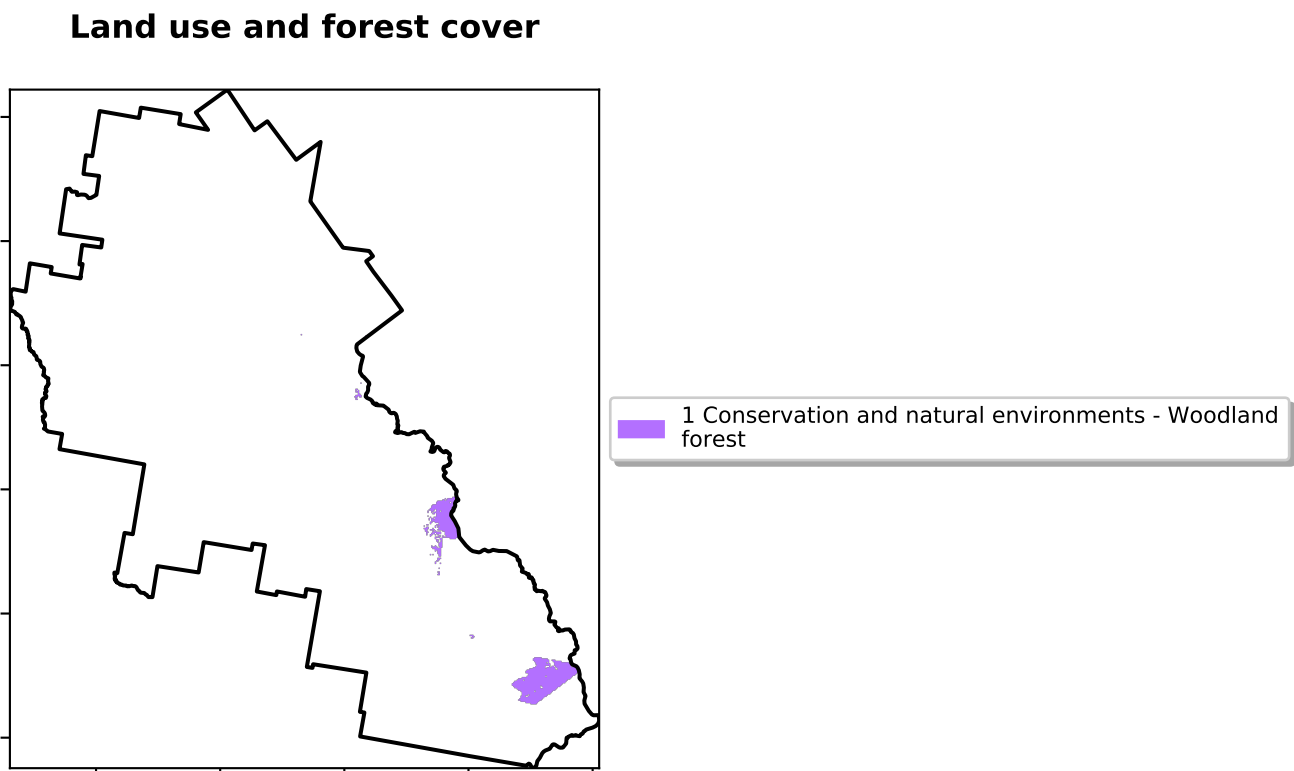 Land use and forest cover
1 Conservation and natural environments - Woodland
forest